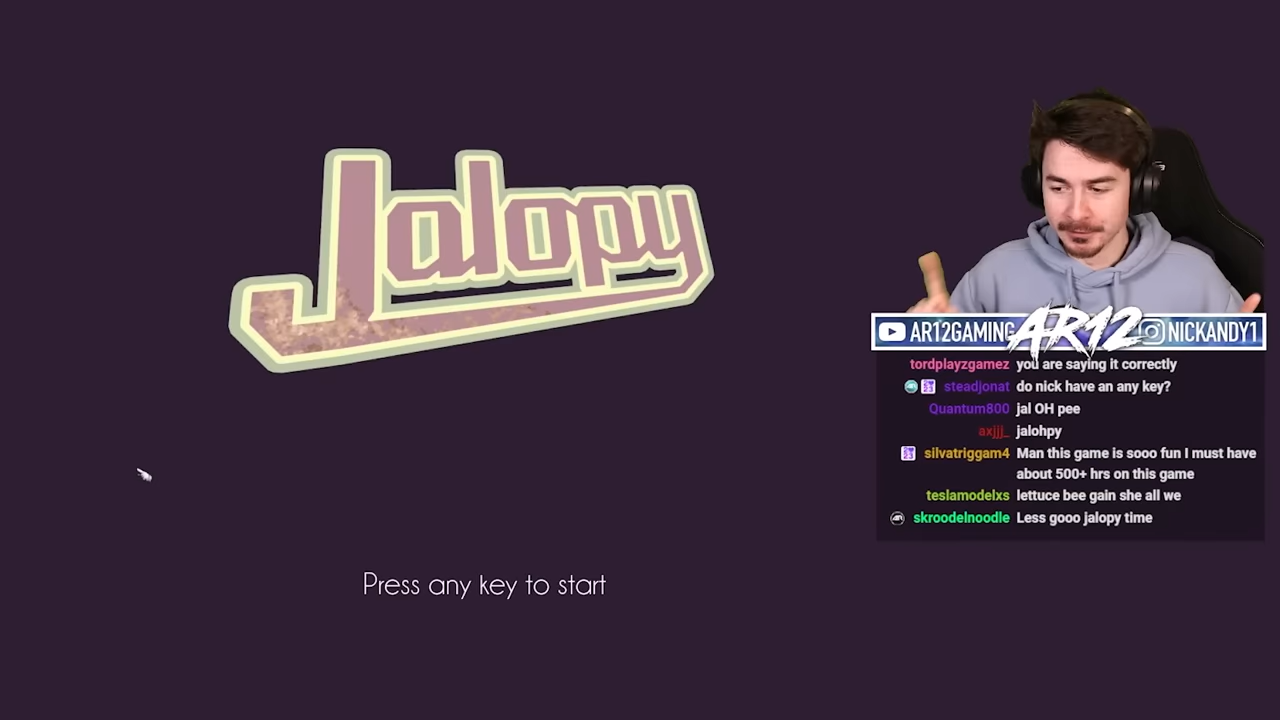 Jalopy
Press any key to start
AR12GAMING AR12 NICKANDY1
tordplayzgamez you are saying it correctly
steadjonat do nick have an any key?
Quantum800 jal OH pee
axjjj_ jalohpy
silvatriggam4 Man this game is sooo fun I must have
about 500+ hrs on this game
teslamodelxs lettuce bee gain she all we
skroodelnoodle Less gooo jalopy time